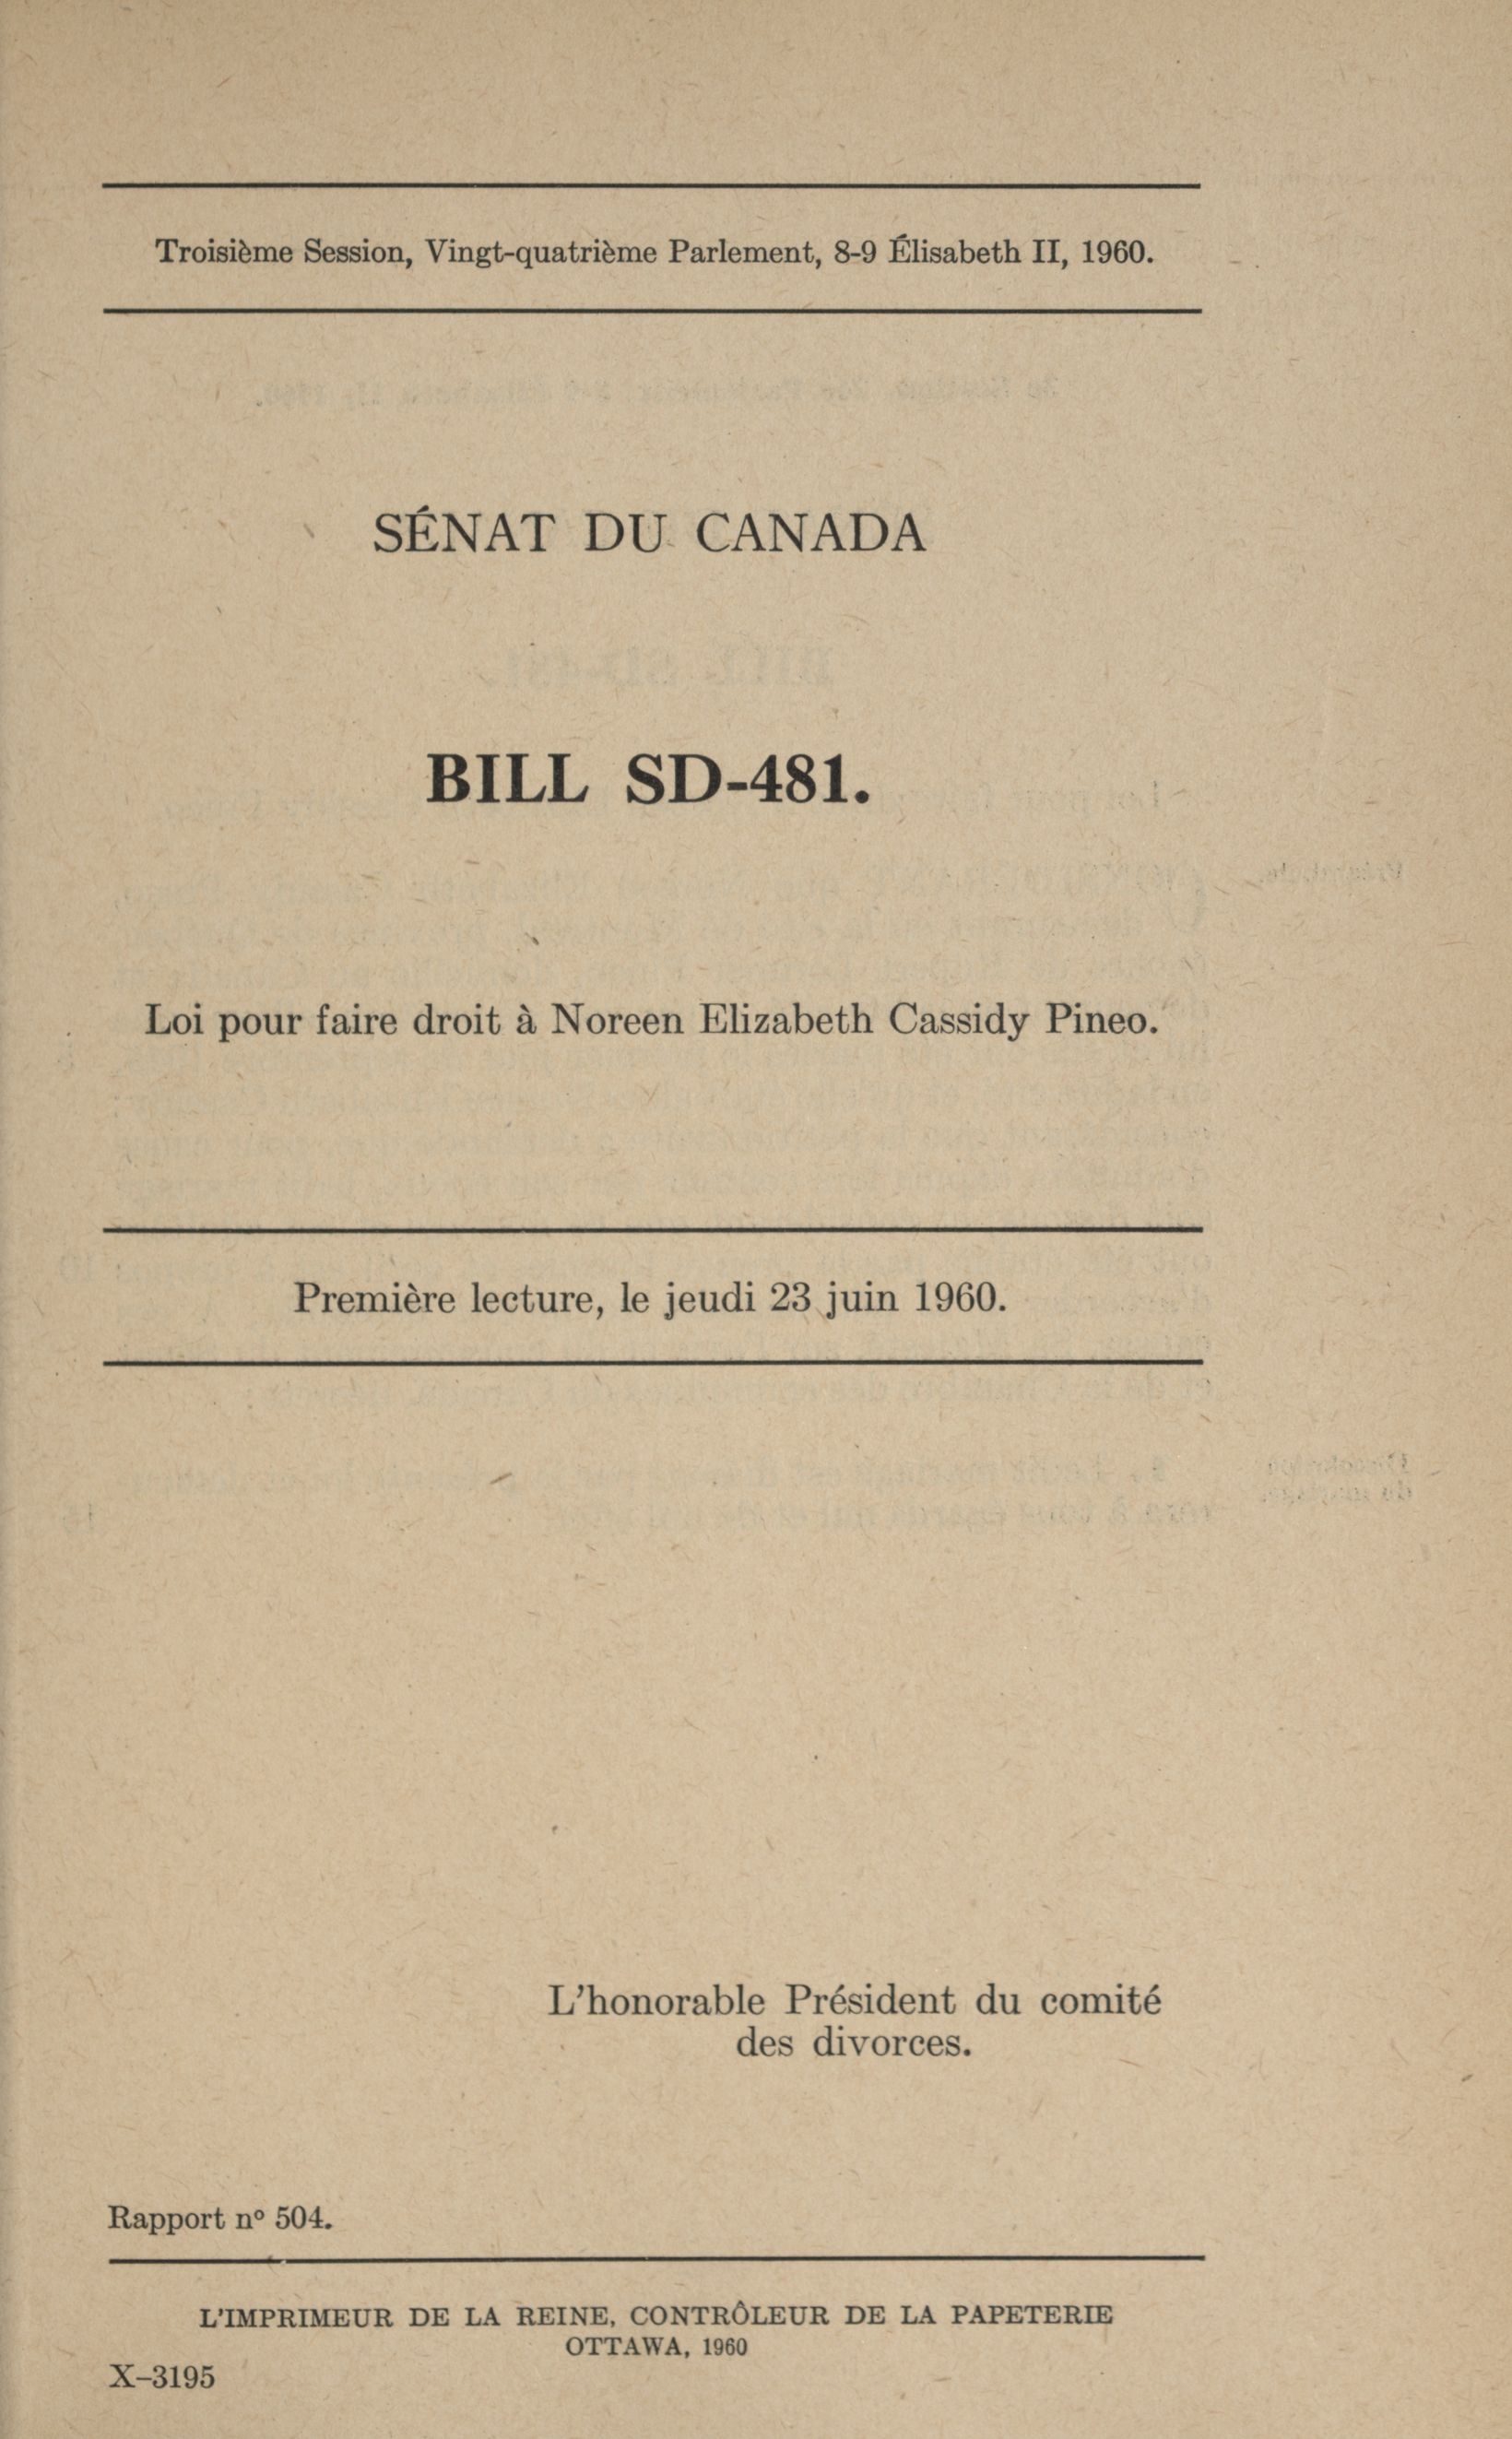 Troisième Session, Vingt-quatrième Parlement, 8-9 Élisabeth II, 1960.
SÉNAT DU CANADA
BILL SD-481.
Loi pour faire droit à Noreen Elizabeth Cassidy Pineo.
Première lecture, le jeudi 23 juin 1960.
L'honorable Président du comité
des divorces.
Rapport nº 504.
L'IMPRIMEUR DE LA REINE, CONTRÔLEUR DE LA PAPETERIE
OTTAWA, 1960
X–3195